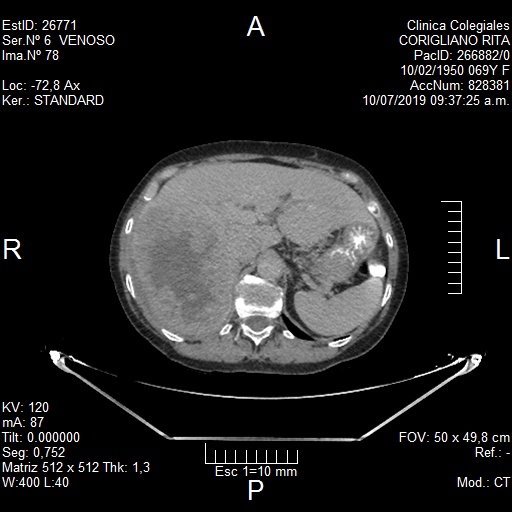 EstID: 26771
Ser.Nº 6 VENOSO
Ima.Nº 78
Loc: -72,8 Ax
Ker.: STANDARD
A
Clinica Colegiales
CORIGLIANO RITA
PacID: 266882/0
10/02/1950 069Y F
AccNum: 828381
10/07/2019 09:37:25 a.m.
R
L
KV: 120
mA: 87
Tilt: 0.000000
Seg: 0,752
Matriz 512 x 512 Thk: 1,3
W:400 L:40
Esc 1=10 mm
P
FOV: 50 x 49,8 cm
Ref.: -
Mod.: CT